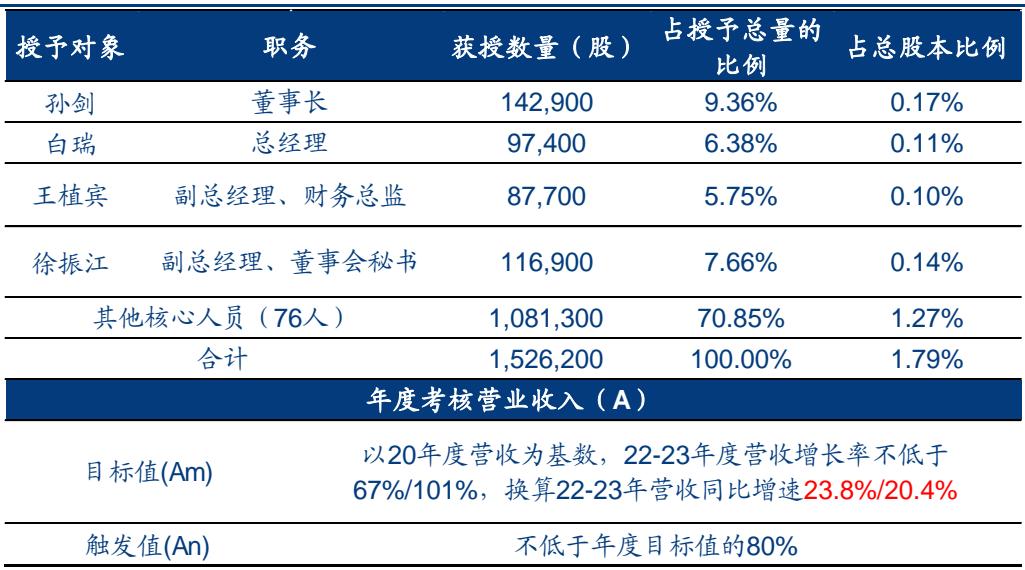 授予对象 职务 获授数量（股） 占授予总量的比例 占总股本比例
孙剑 董事长 142,900 9.36% 0.17%
白瑞 总经理 97,400 6.38% 0.11%
王植宾 副总经理、财务总监 87,700 5.75% 0.10%
徐振江 副总经理、董事会秘书 116,900 7.66% 0.14%
其他核心人员（76人） 1,081,300 70.85% 1.27%
合计 1,526,200 100.00% 1.79%
年度考核营业收入（A）
目标值(Am) 以20年度营收为基数，22-23年度营收增长率不低于
67%/101%，换算22-23年营收同比增速23.8%/20.4%
触发值(An) 不低于年度目标值的80%